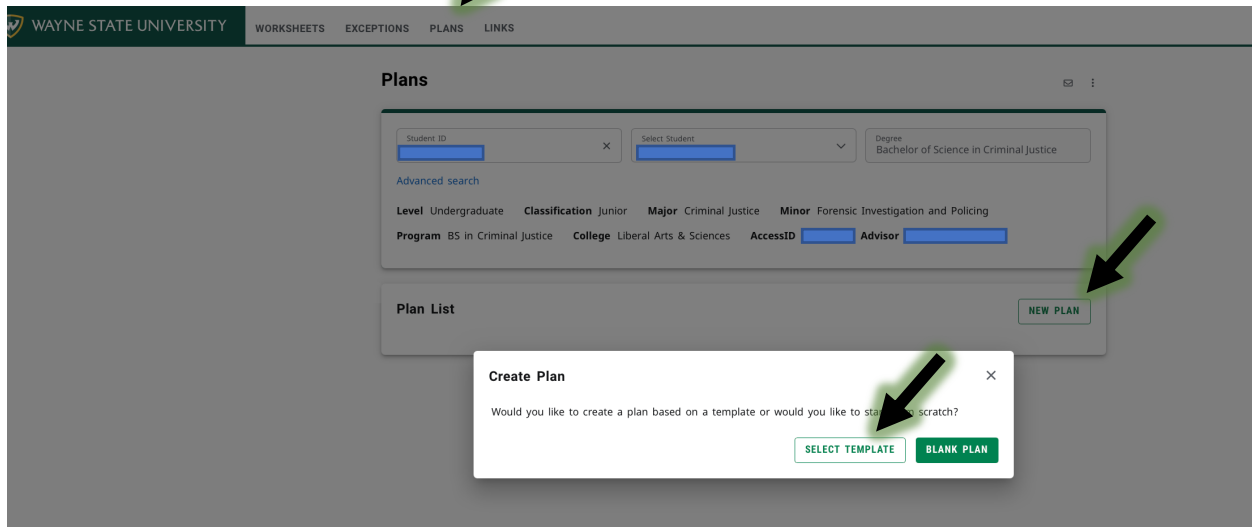 WAYNE STATE UNIVERSITY WORKSHEETS EXCEPTIONS PLANS LINKS
Plans
Student ID Select Student Degree
Bachelor of Science in Criminal Justice
Advanced search
Level Undergraduate Classification Junior Major Criminal Justice Minor Forensic Investigation and Policing
Program BS in Criminal Justice College Liberal Arts & Sciences AccessID Advisor
Plan List NEW PLAN
Create Plan
Would you like to create a plan based on a template or would you like to scratch?
SELECT TEMPLATE BLANK PLAN